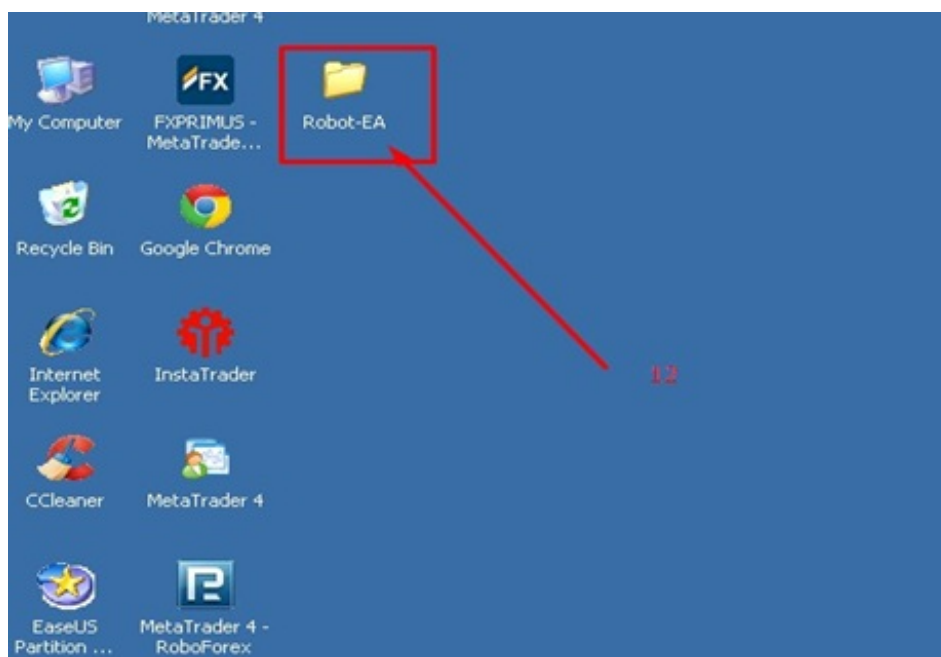 MetaTrader 4
My Computer
FX
FXPRIMUS -
MetaTrade...
Robot-EA
Recycle Bin
Google Chrome
Internet
Explorer
InstaTrader
12
CCleaner
MetaTrader 4
EaseUS
Partition ...
MetaTrader 4 -
RoboForex